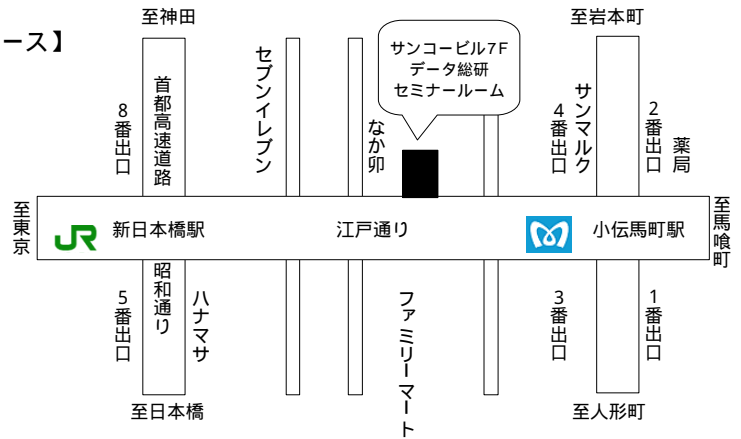 ース】
至神田
至岩本町
サンコービル7F
データ総研
セミナールーム
8番出口
首都高速道路
セブンイレブン
なか卯
4番出口
サンマルク
2番出口
薬局
至東京
JR
新日本橋駅
江戸通り
小伝馬町駅
至馬喰町
5番出口
昭和通り
ハナマサ
ファミリーマート
3番出口
1番出口
至日本橋
至人形町